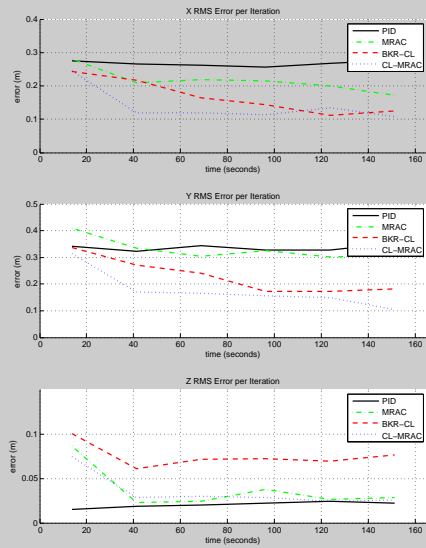 X RMS Error per Iteration
0.4
0.3
0.2
0.1
0
error (m)
0 20 40 60 80 100 120 140 160
time (seconds)
PID
MRAC
BKR−CL
CL−MRAC
Y RMS Error per Iteration
0.5
0.4
0.3
0.2
0.1
0
error (m)
0 20 40 60 80 100 120 140 160
time (seconds)
PID
MRAC
BKR−CL
CL−MRAC
Z RMS Error per Iteration
0.1
0.05
0
error (m)
0 20 40 60 80 100 120 140 160
time (seconds)
PID
MRAC
BKR−CL
CL−MRAC